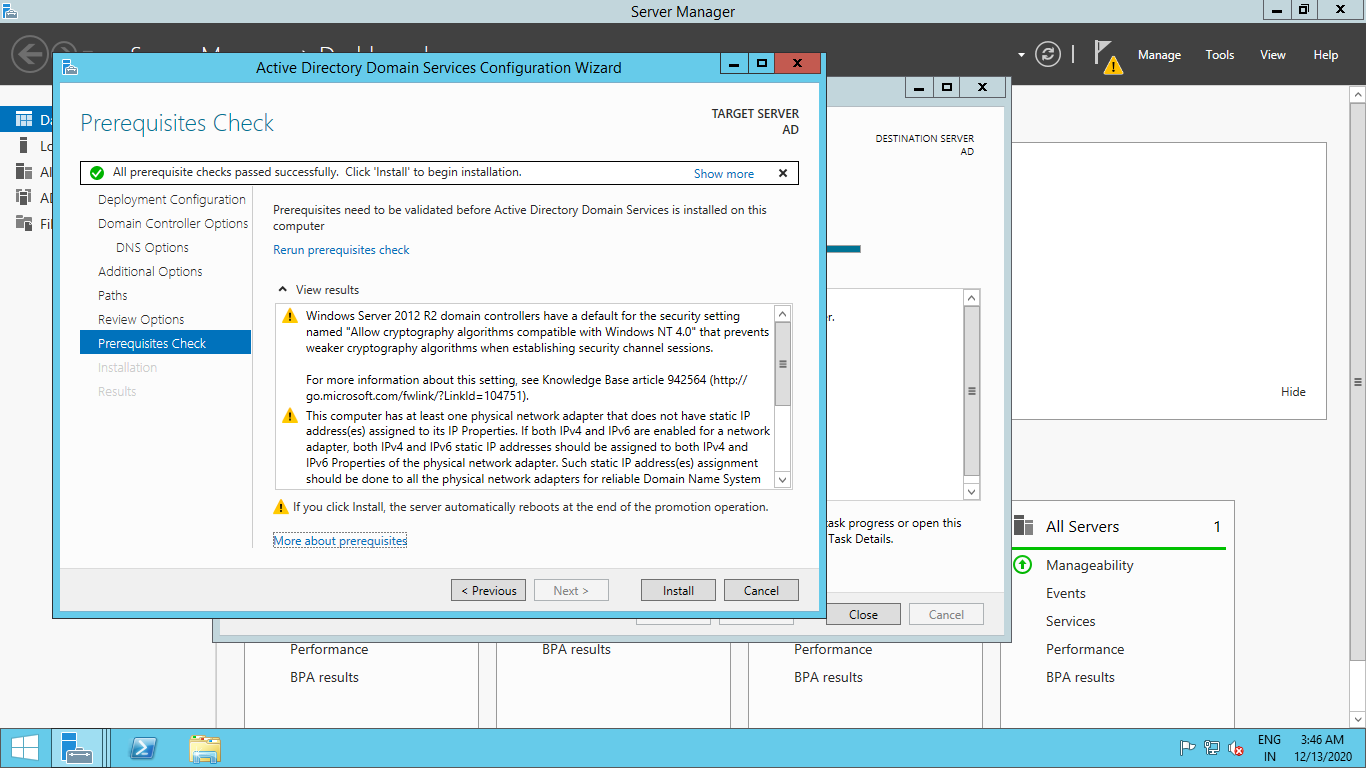 Server Manager
Manage
Tools
View
Help
Active Directory Domain Services Configuration Wizard
Prerequisites Check
TARGET SERVER
AD
DESTINATION SERVER
AD
All prerequisite checks passed successfully. Click 'Install' to begin installation.
Show more
Deployment Configuration
Domain Controller Options
DNS Options
Additional Options
Paths
Review Options
Prerequisites Check
Installation
Results
Prerequisites need to be validated before Active Directory Domain Services is installed on this
computer
Rerun prerequisites check
View results
Windows Server 2012 R2 domain controllers have a default for the security setting
named "Allow cryptography algorithms compatible with Windows NT 4.0" that prevents
weaker cryptography algorithms when establishing security channel sessions.
For more information about this setting, see Knowledge Base article 942564 (http://
go.microsoft.com/fwlink/?LinkId=104751).
This computer has at least one physical network adapter that does not have static IP
address(es) assigned to its IP Properties. If both IPv4 and IPv6 are enabled for a network
adapter, both IPv4 and IPv6 static IP addresses should be assigned to both IPv4 and
IPv6 Properties of the physical network adapter. Such static IP address(es) assignment
should be done to all the physical network adapters for reliable Domain Name System
If you click Install, the server automatically reboots at the end of the promotion operation.
More about prerequisites
< Previous
Next >
Install
Cancel
Hide
task progress or open this
Task Details.
Close
Cancel
All Servers 1
Manageability
Events
Services
Performance
BPA results
Performance
BPA results
BPA results
Performance
BPA results
ENG
IN
3:46 AM
12/13/2020